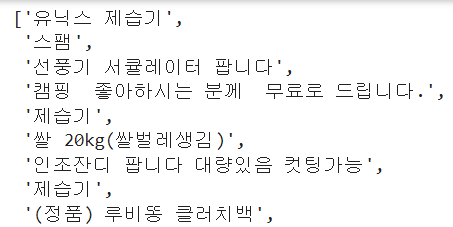 ['유닉스 제습기',
'스팸',
'선풍기 서큘레이터 팝니다',
'캠핑  좋아하시는 분께  무료로 드립니다.',
'제습기',
'쌀 20kg(쌀벌레생김)',
'인조잔디 팝니다 대량있음 컷팅가능',
'제습기',
'(정품) 루비똥 클러치백',